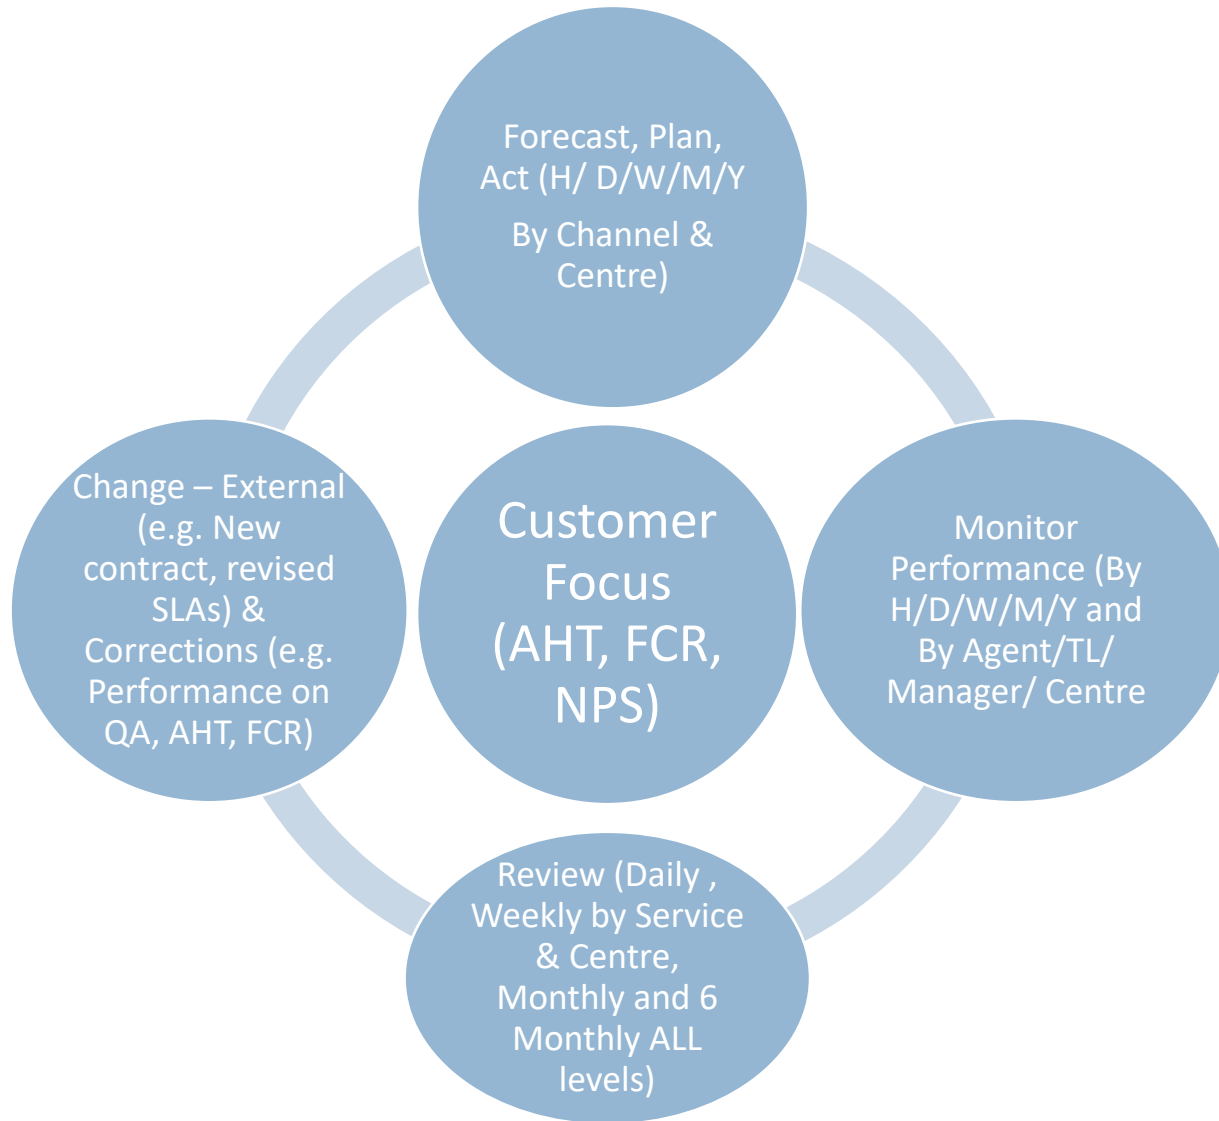 Forecast, Plan,
Act (H/ D/W/M/Y
By Channel &
Centre)
Change – External
(e.g. New
contract, revised
SLAs) &
Corrections (e.g.
Performance on
QA, AHT, FCR)
Customer
Focus
(AHT, FCR,
NPS)
Monitor
Performance (By
H/D/W/M/Y and
By Agent/TL/
Manager/ Centre
Review (Daily ,
Weekly by Service
& Centre,
Monthly and 6
Monthly ALL
levels)